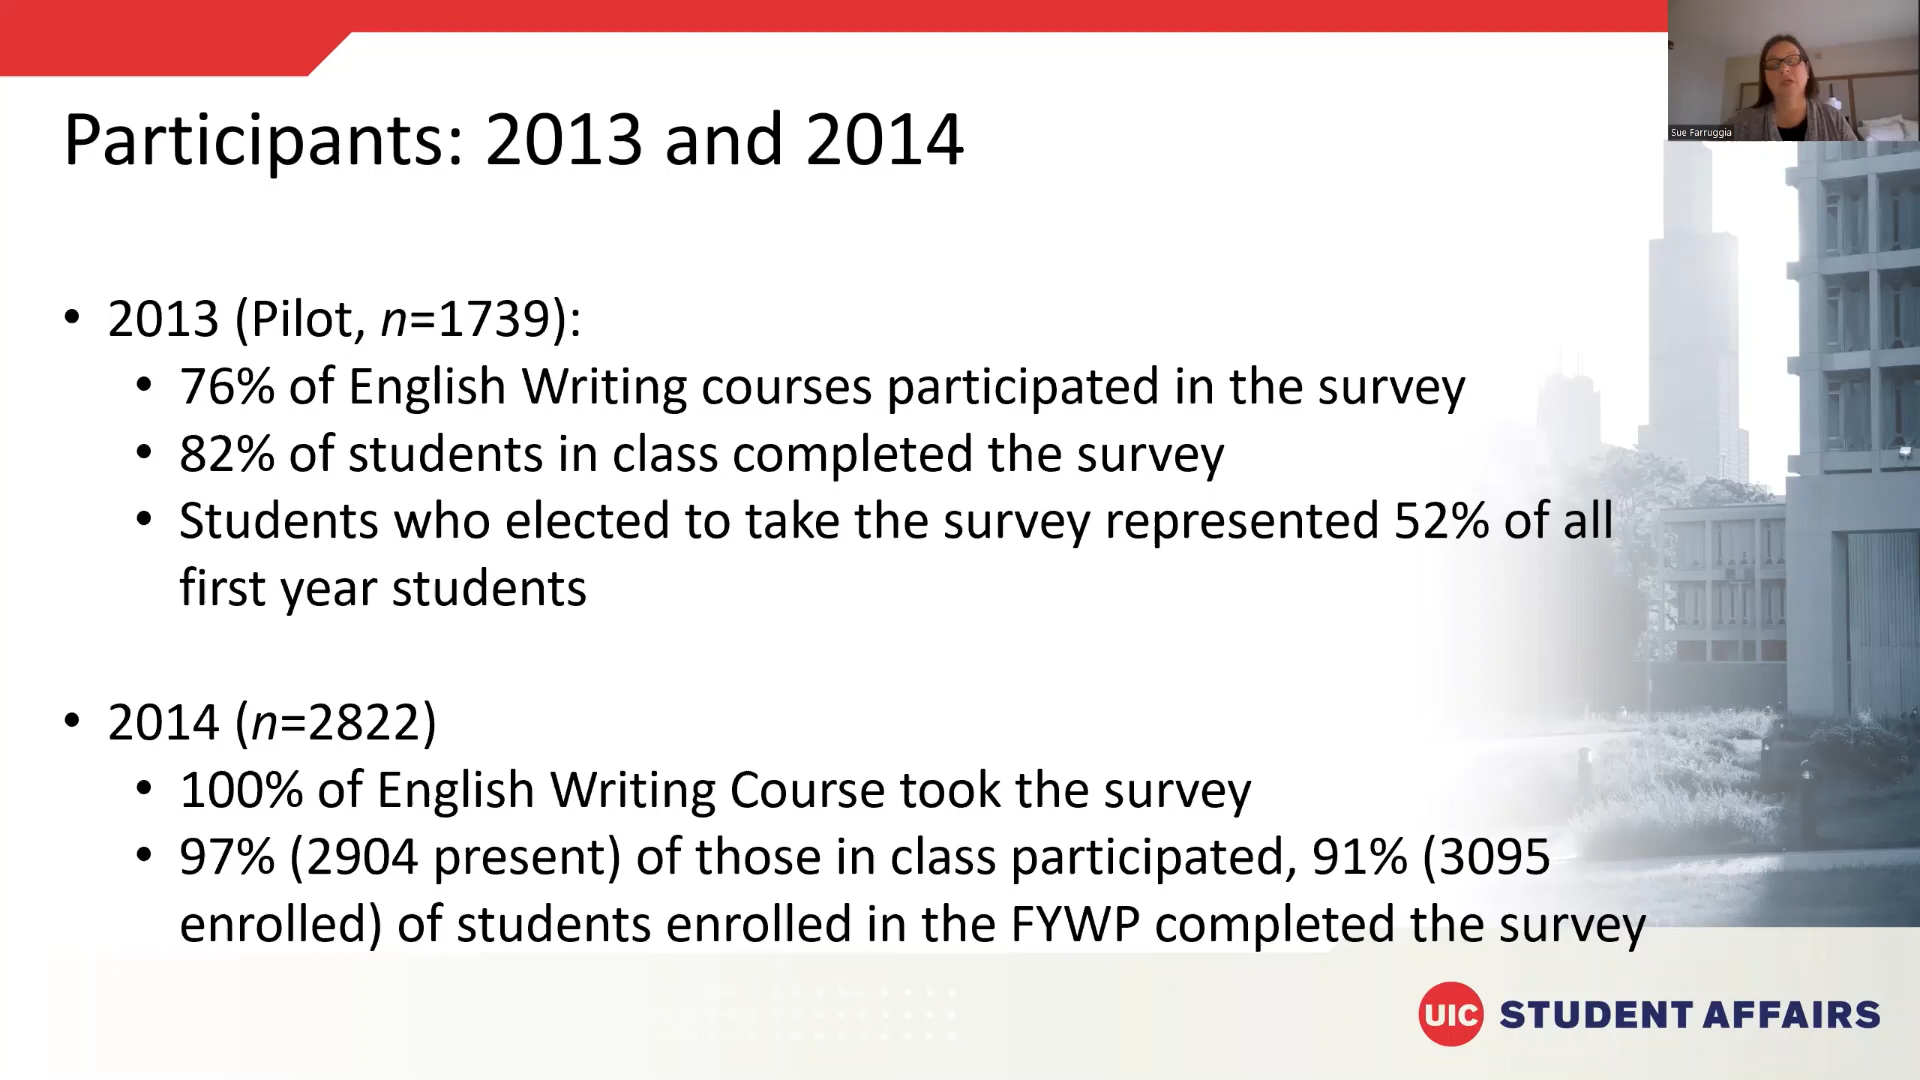 Sue Farruggia
Participants: 2013 and 2014
• 2013 (Pilot, n=1739):
• 76% of English Writing courses participated in the survey
• 82% of students in class completed the survey
• Students who elected to take the survey represented 52% of all
first year students
• 2014 (n=2822)
• 100% of English Writing Course took the survey
• 97% (2904 present) of those in class participated, 91% (3095
enrolled) of students enrolled in the FYWP completed the survey
UIC STUDENT AFFAIRS